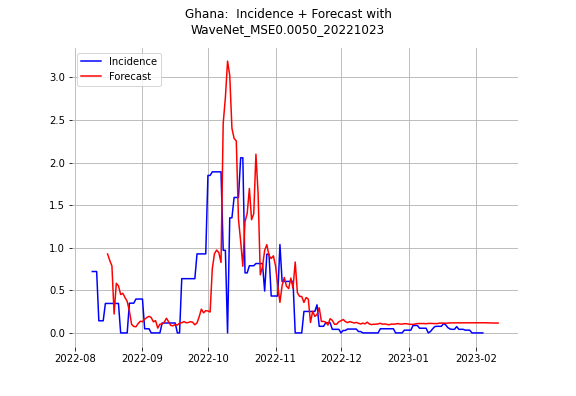 Ghana:  Incidence + Forecast with
WaveNet_MSE0.0050_20221023
Incidence
Forecast
3.0
2.5
2.0
1.5
1.0
0.5
0.0
2022-08 2022-09 2022-10 2022-11 2022-12 2023-01 2023-02